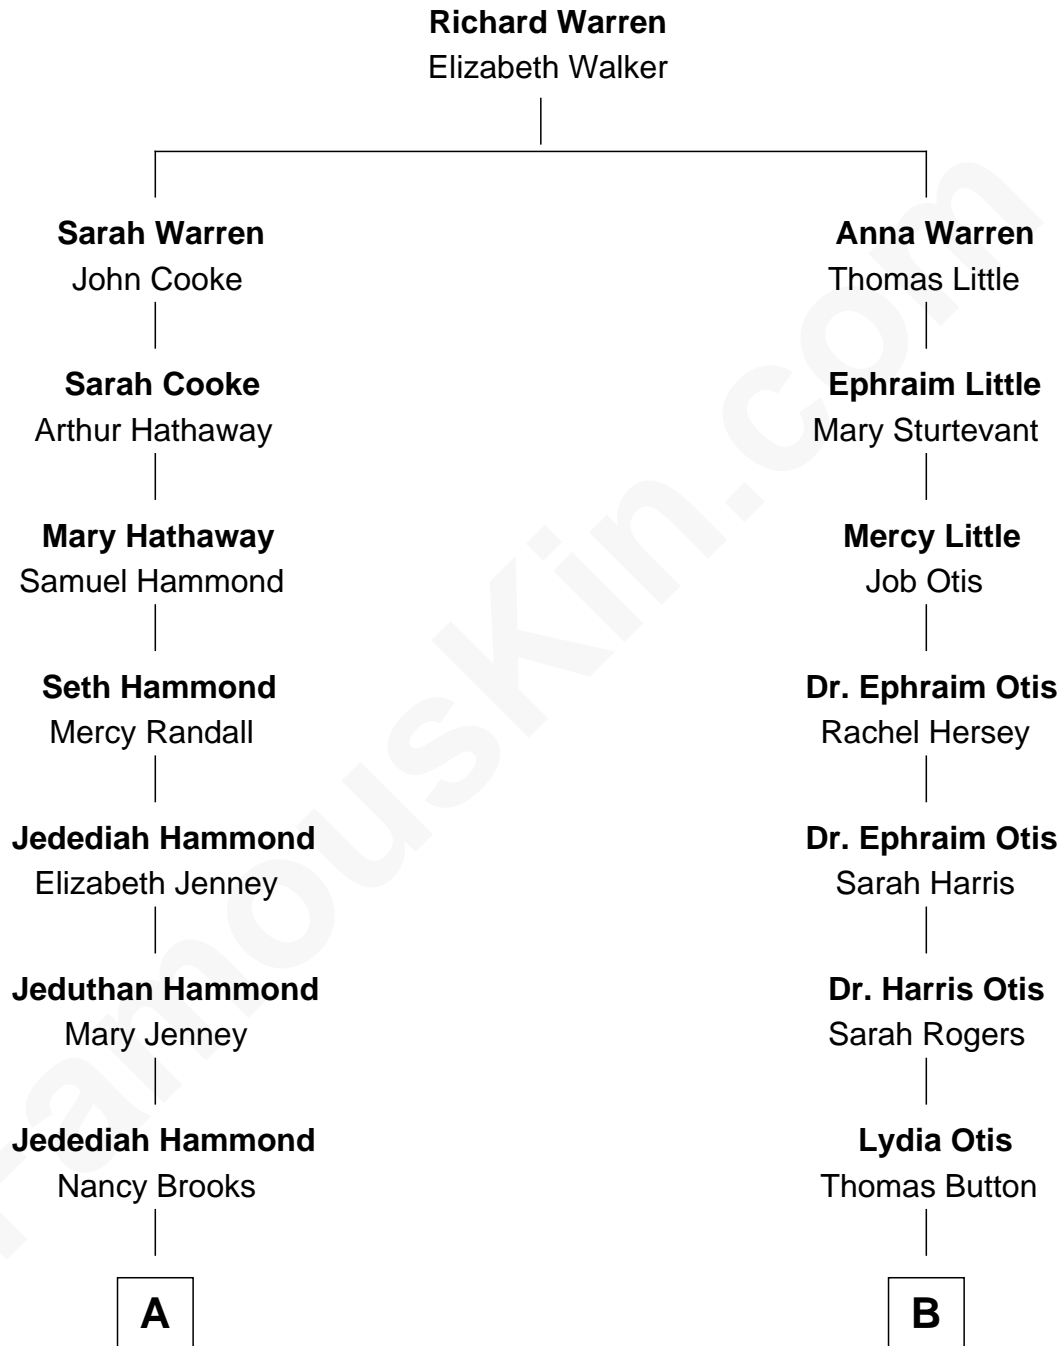 Richard Warren
Elizabeth Walker
Sarah Warren
John Cooke
Anna Warren
Thomas Little
Sarah Cooke
Arthur Hathaway
Ephraim Little
Mary Sturtevant
Mary Hathaway
Samuel Hammond
Mercy Little
Job Otis
Seth Hammond
Mercy Randall
Dr. Ephraim Otis
Rachel Hersey
Jedediah Hammond
Elizabeth Jenney
Dr. Ephraim Otis
Sarah Harris
Jeduthan Hammond
Mary Jenney
Dr. Harris Otis
Sarah Rogers
Jedediah Hammond
Nancy Brooks
Lydia Otis
Thomas Button
A
B
FamousKin.com